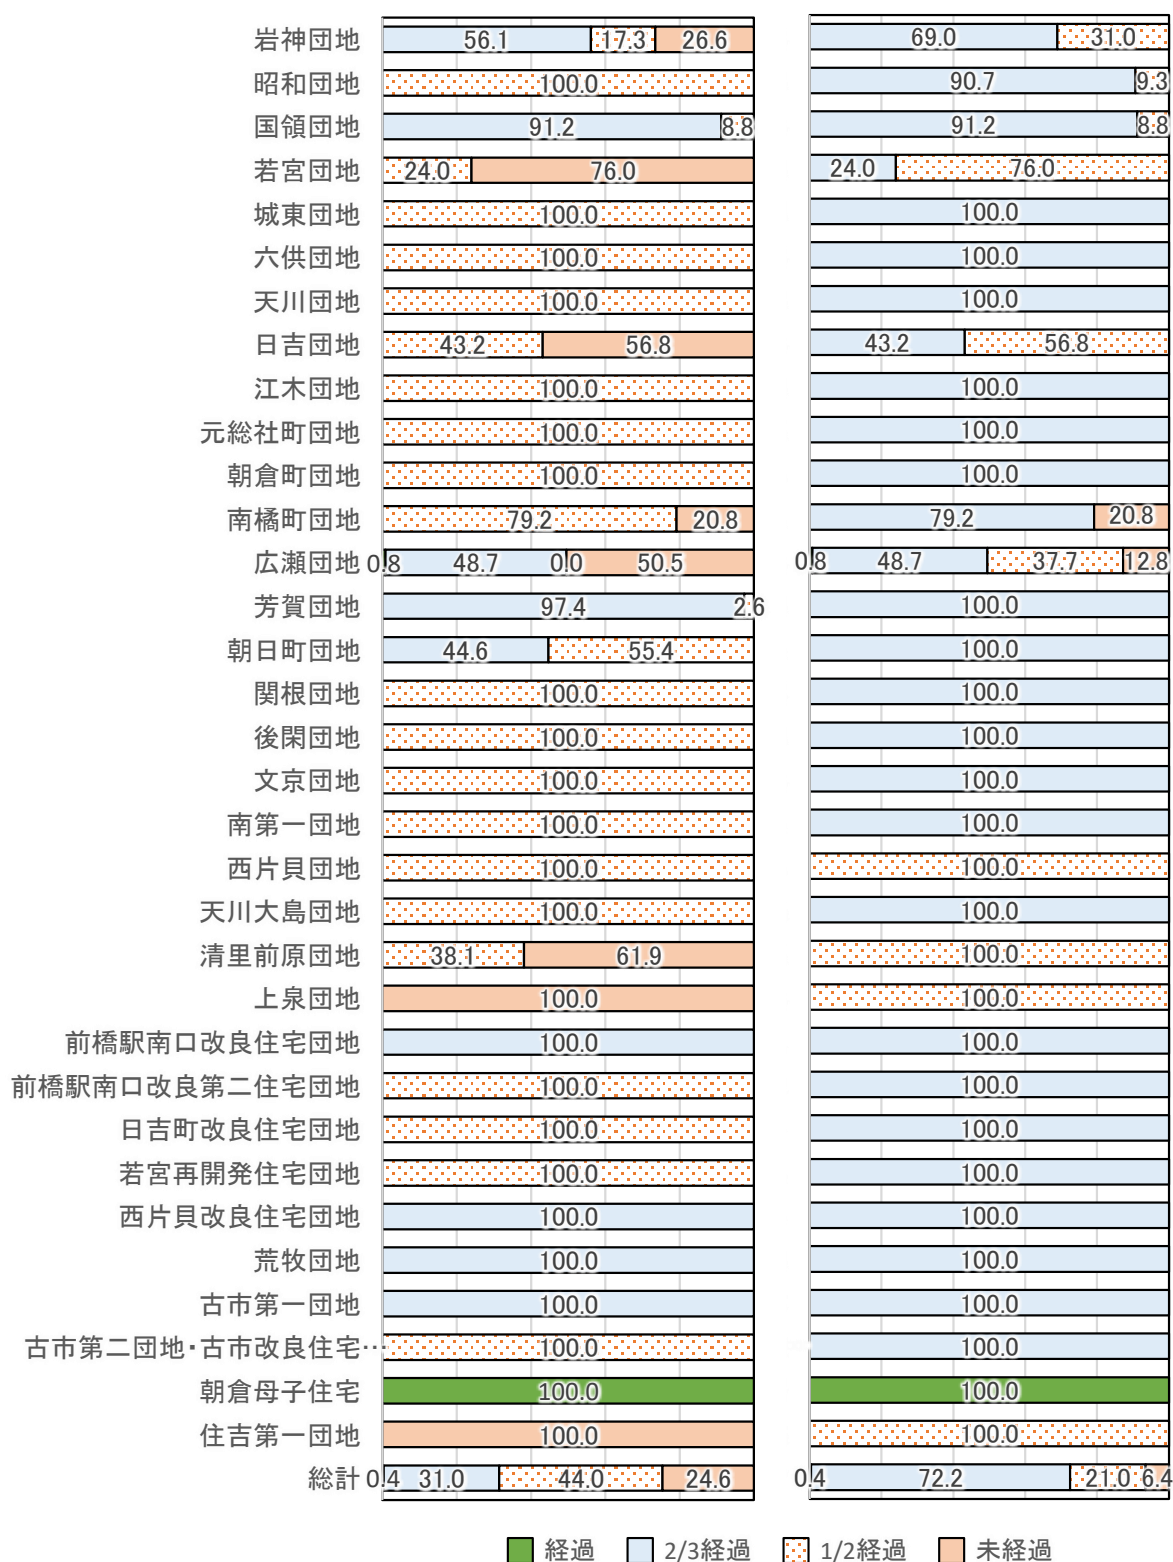 岩神団地 56.1 17.3 26.6 69.0 31.0
昭和団地 100.0 90.7 9.3
国領団地 91.2 8.8 91.2 8.8
若宮団地 24.0 76.0 24.0 76.0
城東団地 100.0 100.0
六供団地 100.0 100.0
天川団地 100.0 100.0
日吉団地 43.2 56.8 43.2 56.8
江木団地 100.0 100.0
元総社町団地 100.0 100.0
朝倉町団地 100.0 100.0
南橘町団地 79.2 20.8 79.2 20.8
広瀬団地 0.8 48.7 0.0 50.5 0.8 48.7 37.7 12.8
芳賀団地 97.4 2.6 100.0
朝日町団地 44.6 55.4 100.0
関根団地 100.0 100.0
後閑団地 100.0 100.0
文京団地 100.0 100.0
南第一団地 100.0 100.0
西片貝団地 100.0 100.0
天川大島団地 100.0 100.0
清里前原団地 38.1 61.9 100.0
上泉団地 100.0 100.0
前橋駅南口改良住宅団地 100.0 100.0
前橋駅南口改良第二住宅団地 100.0 100.0
日吉町改良住宅団地 100.0 100.0
若宮再開発住宅団地 100.0 100.0
西片貝改良住宅団地 100.0 100.0
荒牧団地 100.0 100.0
古市第一団地 100.0 100.0
古市第二団地・古市改良住宅… 100.0 100.0
朝倉母子住宅 100.0 100.0
住吉第一団地 100.0 100.0
総計 0.4 31.0 44.0 24.6 0.4 72.2 21.0 6.4
経過 2/3経過 1/2経過 未経過